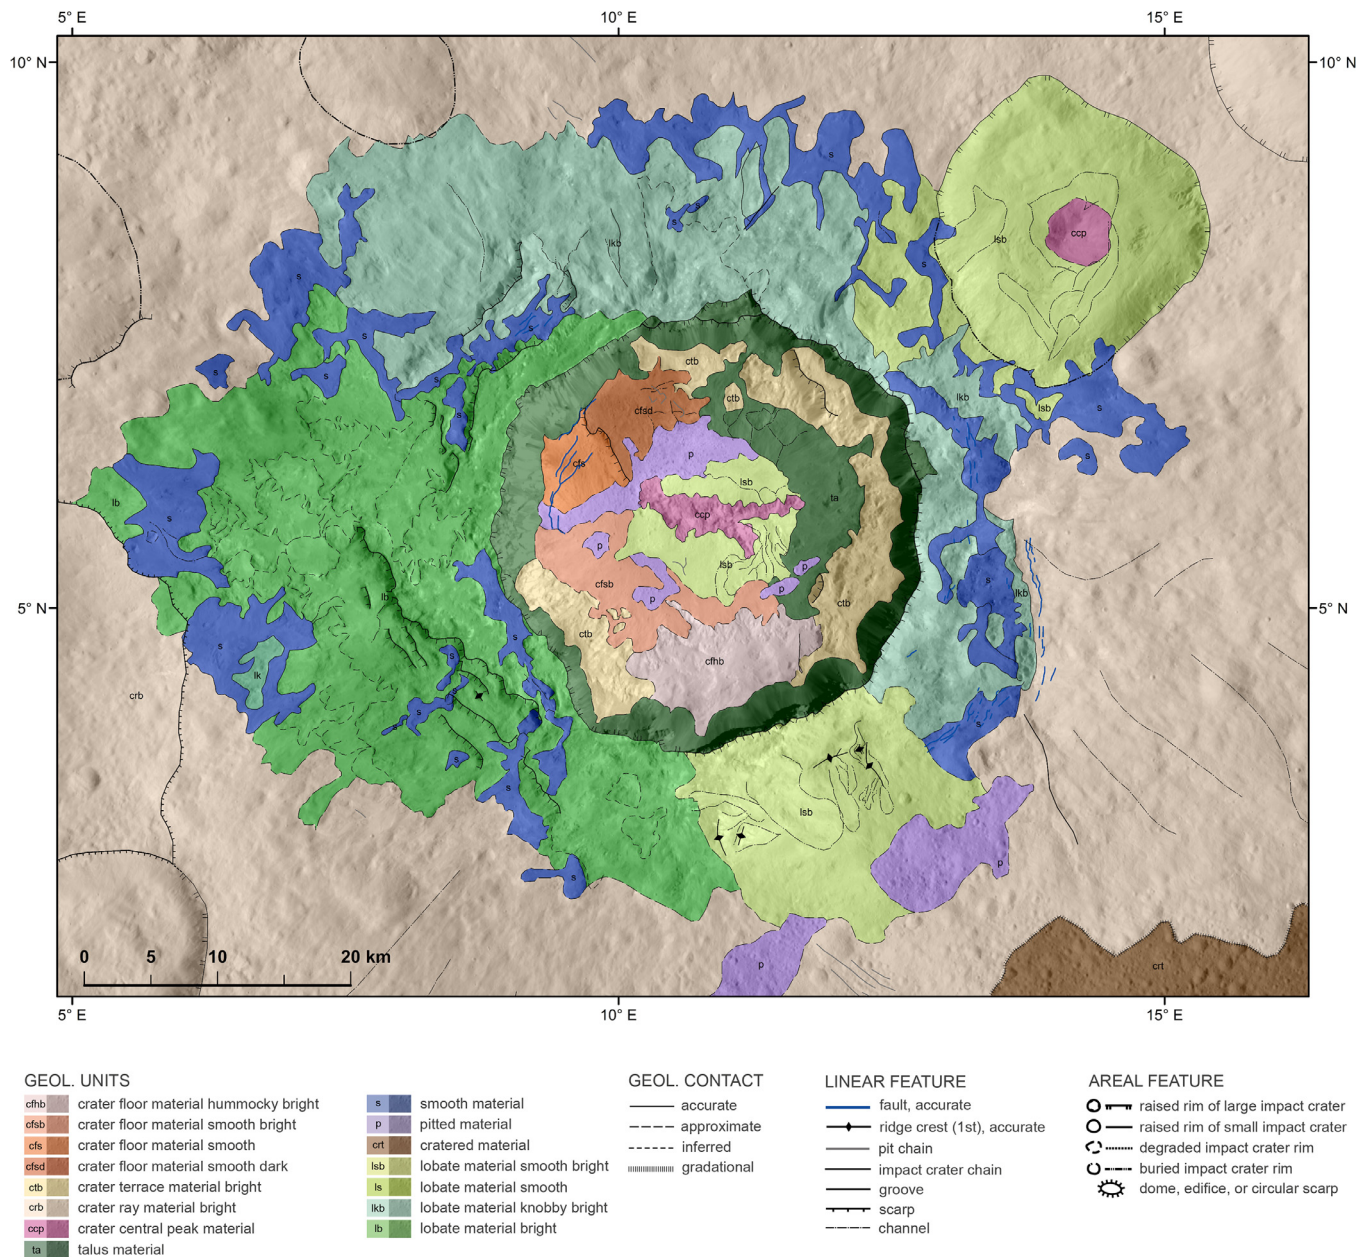 5° E 10° E 15° E
10° N 10° N
s
ccp
lsb
s
lkb
s
s
s
s
s
ctb
s
s
s
ctb
lkb
cfsd
lsb
s
s
p
s
cfs
lsb
lb
ta
ccp
s
p
lsb
p
s
5° N cfsb 5° N
p
lkb
lb
p
ctb
ctb
s
s
s
cfhb
lk
crb
s
s
s
s
s
s
lsb
p
s
0 5 10 20 km
p
crt
5° E 10° E 15° E
GEOL. UNITS
cfhb crater floor material hummocky bright
cfsb crater floor material smooth bright
cfs crater floor material smooth
cfsd crater floor material smooth dark
ctb crater terrace material bright
crb crater ray material bright
ccp crater central peak material
ta talus material
s smooth material
p pitted material
crt cratered material
lsb lobate material smooth bright
ls lobate material smooth
lkb lobate material knobby bright
lb lobate material bright
GEOL. CONTACT
accurate
approximate
inferred
gradational
LINEAR FEATURE
fault, accurate
ridge crest (1st), accurate
pit chain
impact crater chain
groove
scarp
channel
AREAL FEATURE
raised rim of large impact crater
raised rim of small impact crater
degraded impact crater rim
buried impact crater rim
dome, edifice, or circular scarp